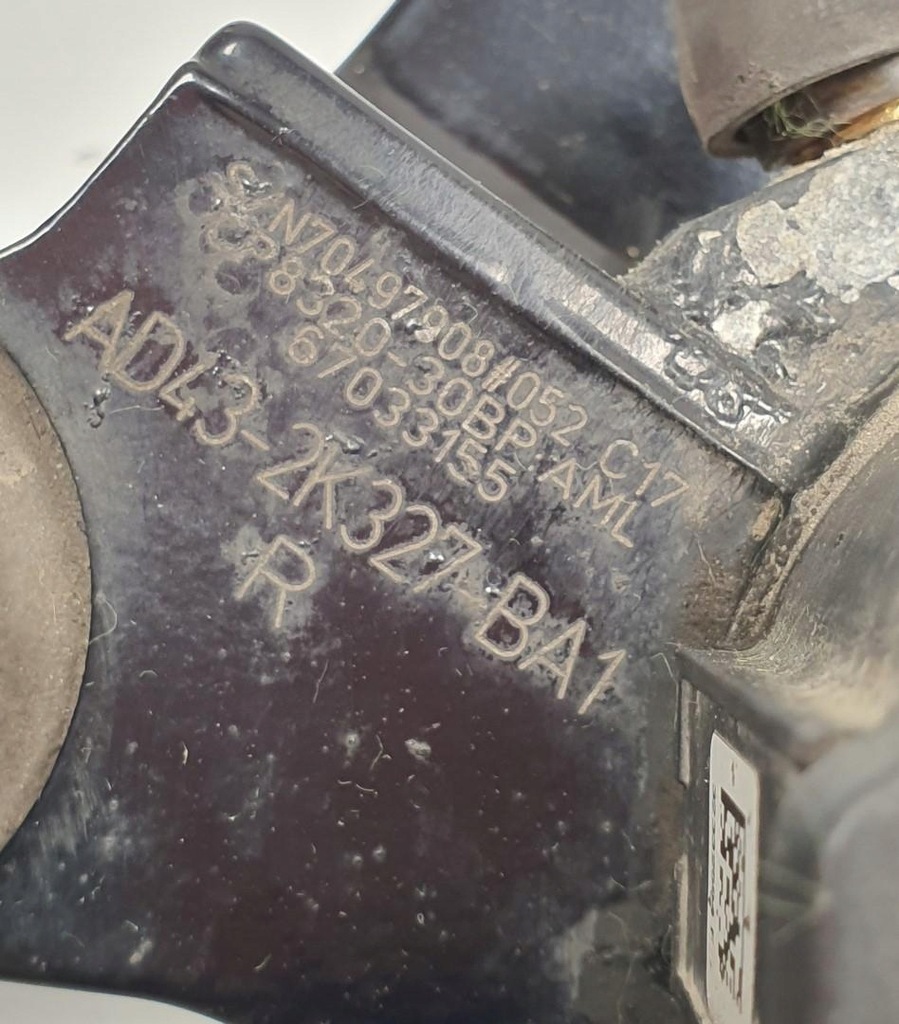 S/N70497908#052 C17
8320-30BP AML
67033155
AD43-2K327-BA1
R